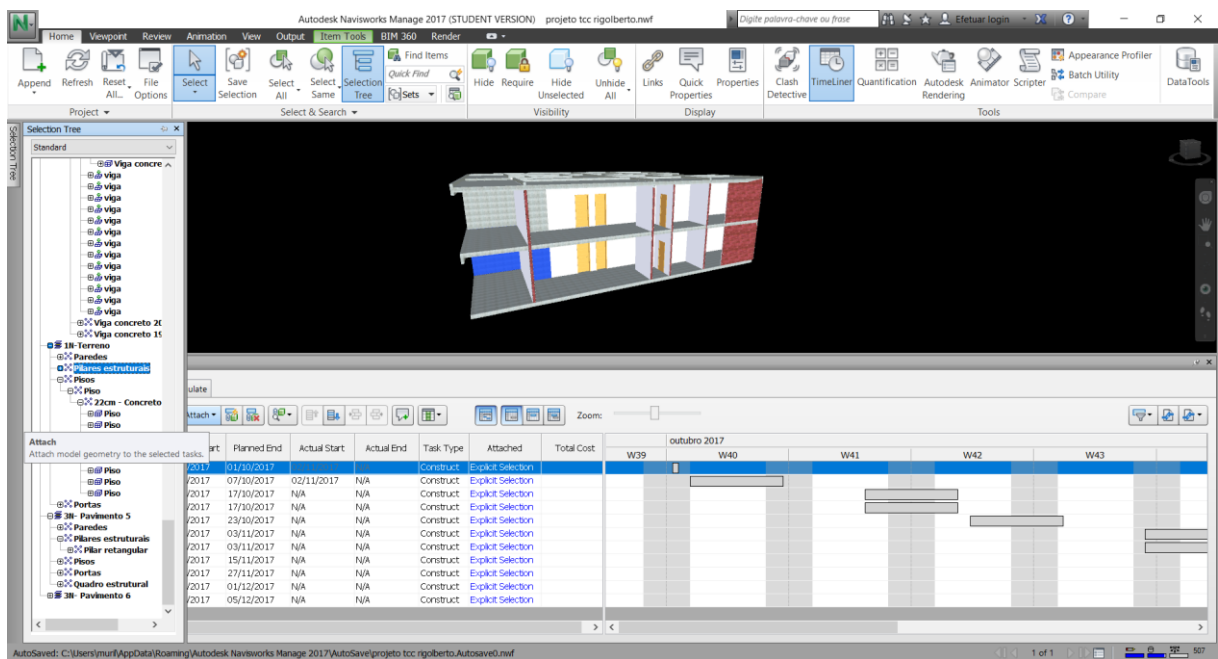 Autodesk Navisworks Manage 2017 (STUDENT VERSION) projeto tcc rigolberto.nwf
Digite palavra-chave ou frase
Efetuar login
Home Viewpoint Review Animation View Output Item Tools BIM 360 Render
Append Refresh Reset All... File Options
Project
Select Save Selection Select All Select Same Selection Tree
Find Items
Quick Find
Sets
Select & Search
Hide Require Hide Unselected Unhide All
Visibility
Links Quick Properties Properties
Display
Clash Detective TimeLiner Quantification Autodesk Rendering Animator Scripter
Appearance Profiler
Batch Utility
Compare
Tools
DataTools
Selection Tree
Selection Tree
Standard
Viga concre
viga
viga
viga
viga
viga
viga
viga
viga
viga
viga
viga
viga
viga
Viga concreto 20
Viga concreto 19
1N-Terreno
Paredes
Pilares estruturais
Pisos
Piso
22cm - Concreto
Piso
Piso
Attach
Attach model geometry to the selected tasks.
Piso
Piso
Piso
Portas
3N- Pavimento 5
Paredes
Pilares estruturais
Pilar retangular
Pisos
Portas
Quadro estrutural
3N- Pavimento 6
ulate
Attach
Zoom:
art Planned End Actual Start Actual End Task Type Attached Total Cost
outubro 2017
W39 W40 W41 W42 W43
/2017 01/10/2017 Construct Explicit Selection
/2017 07/10/2017 02/11/2017 N/A Construct Explicit Selection
/2017 17/10/2017 N/A N/A Construct Explicit Selection
/2017 17/10/2017 N/A N/A Construct Explicit Selection
/2017 23/10/2017 N/A N/A Construct Explicit Selection
/2017 03/11/2017 N/A N/A Construct Explicit Selection
/2017 03/11/2017 N/A N/A Construct Explicit Selection
/2017 15/11/2017 N/A N/A Construct Explicit Selection
/2017 27/11/2017 N/A N/A Construct Explicit Selection
/2017 01/12/2017 N/A N/A Construct Explicit Selection
/2017 05/12/2017 N/A N/A Construct Explicit Selection
AutoSaved: C:\Users\muril\AppData\Roaming\Autodesk Navisworks Manage 2017\AutoSave\projeto tcc rigolberto.Autosave0.nwf
1 of 1
507